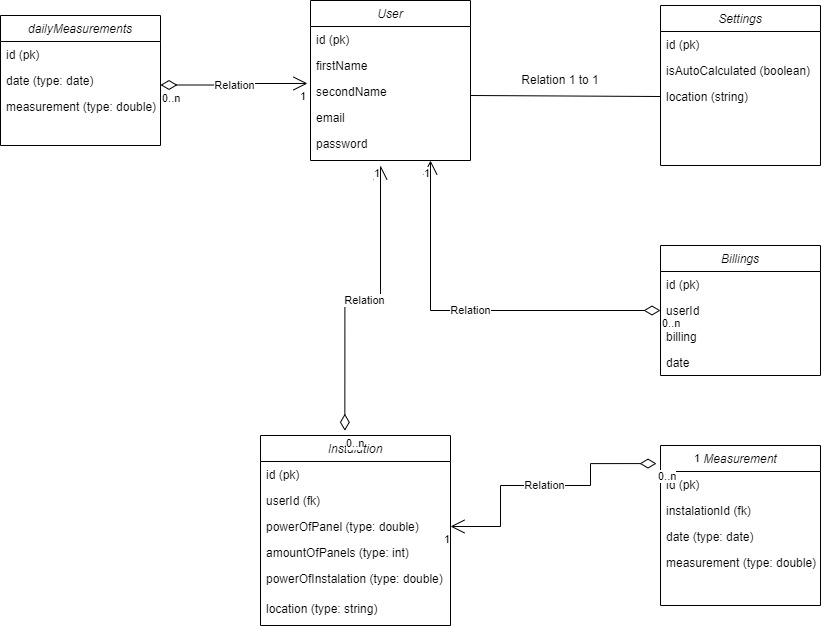 dailyMeasurements
id (pk)
date (type: date)
measurement (type: double)
0..n
Relation
1
User
id (pk)
firstName
secondName
email
password
Relation 1 to 1
Settings
id (pk)
isAutoCalculated (boolean)
location (string)
1
1
Relation
Relation
Billings
id (pk)
userId
0..n
billing
date
0..n
Instalation
id (pk)
userId (fk)
powerOfPanel (type: double)
amountOfPanels (type: int)
powerOfInstalation (type: double)
location (type: string)
1
Relation
0..n
1 Measurement
id (pk)
instalationId (fk)
date (type: date)
measurement (type: double)